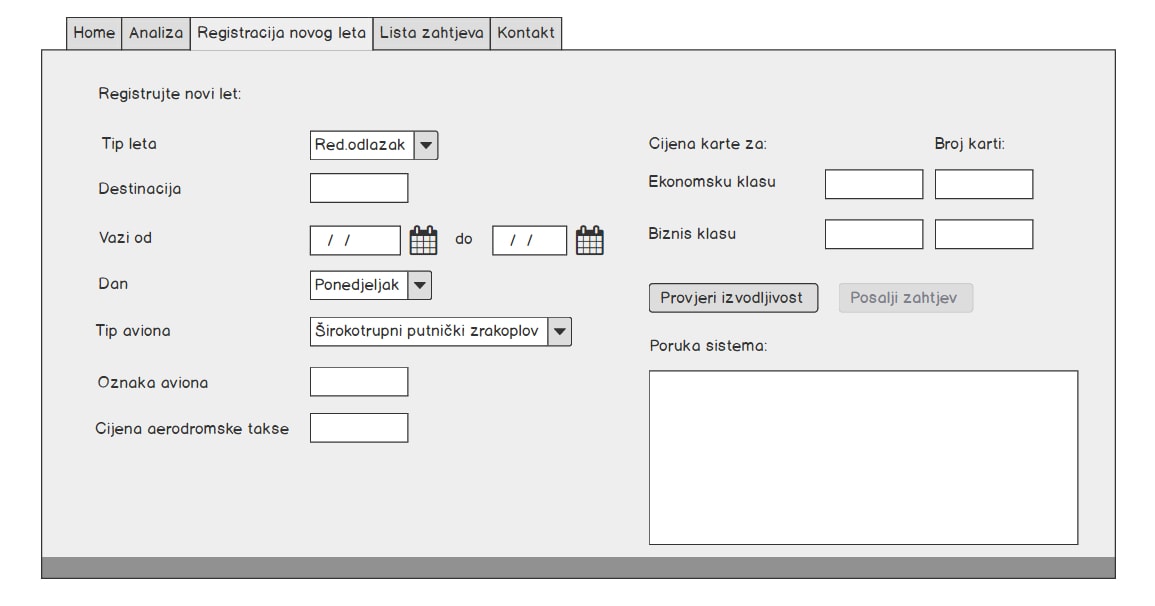 Home Analiza Registracija novog leta Lista zahtjeva Kontakt
Registrujte novi let:
Tip leta Red.odlazak
Destinacija
Vazi od / / do / /
Dan Ponedjeljak
Tip aviona Širokotrupni putnički zrakoplov
Oznaka aviona
Cijena aerodromske takse
Cijena karte za: Broj karti:
Ekonomsku klasu
Biznis klasu
Provjeri izvodljivost Posalji zahtjev
Poruka sistema: